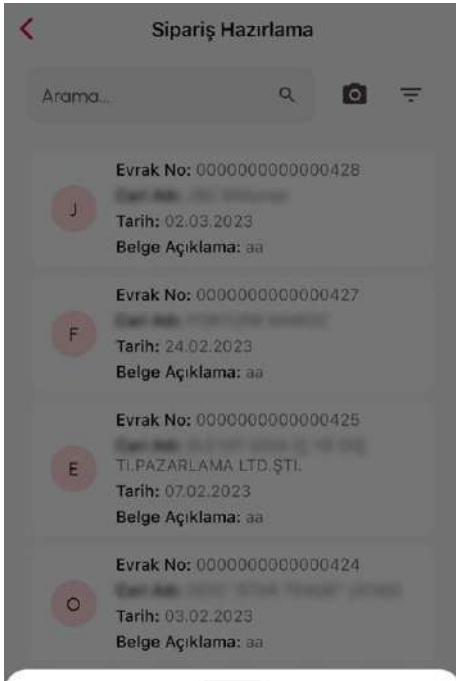 Sipariş Hazırlama
Arama...
Evrak No: 0000000000000428
J
Tarih: 02.03.2023
Belge Açıklama: aa
Evrak No: 0000000000000427
F
Tarih: 24.02.2023
Belge Açıklama: aa
Evrak No: 0000000000000425
TI.PAZARLAMA LTD.ŞTI.
E
Tarih: 07.02.2023
Belge Açıklama: aa
Evrak No: 0000000000000424
O
Tarih: 03.02.2023
Belge Açıklama: aa